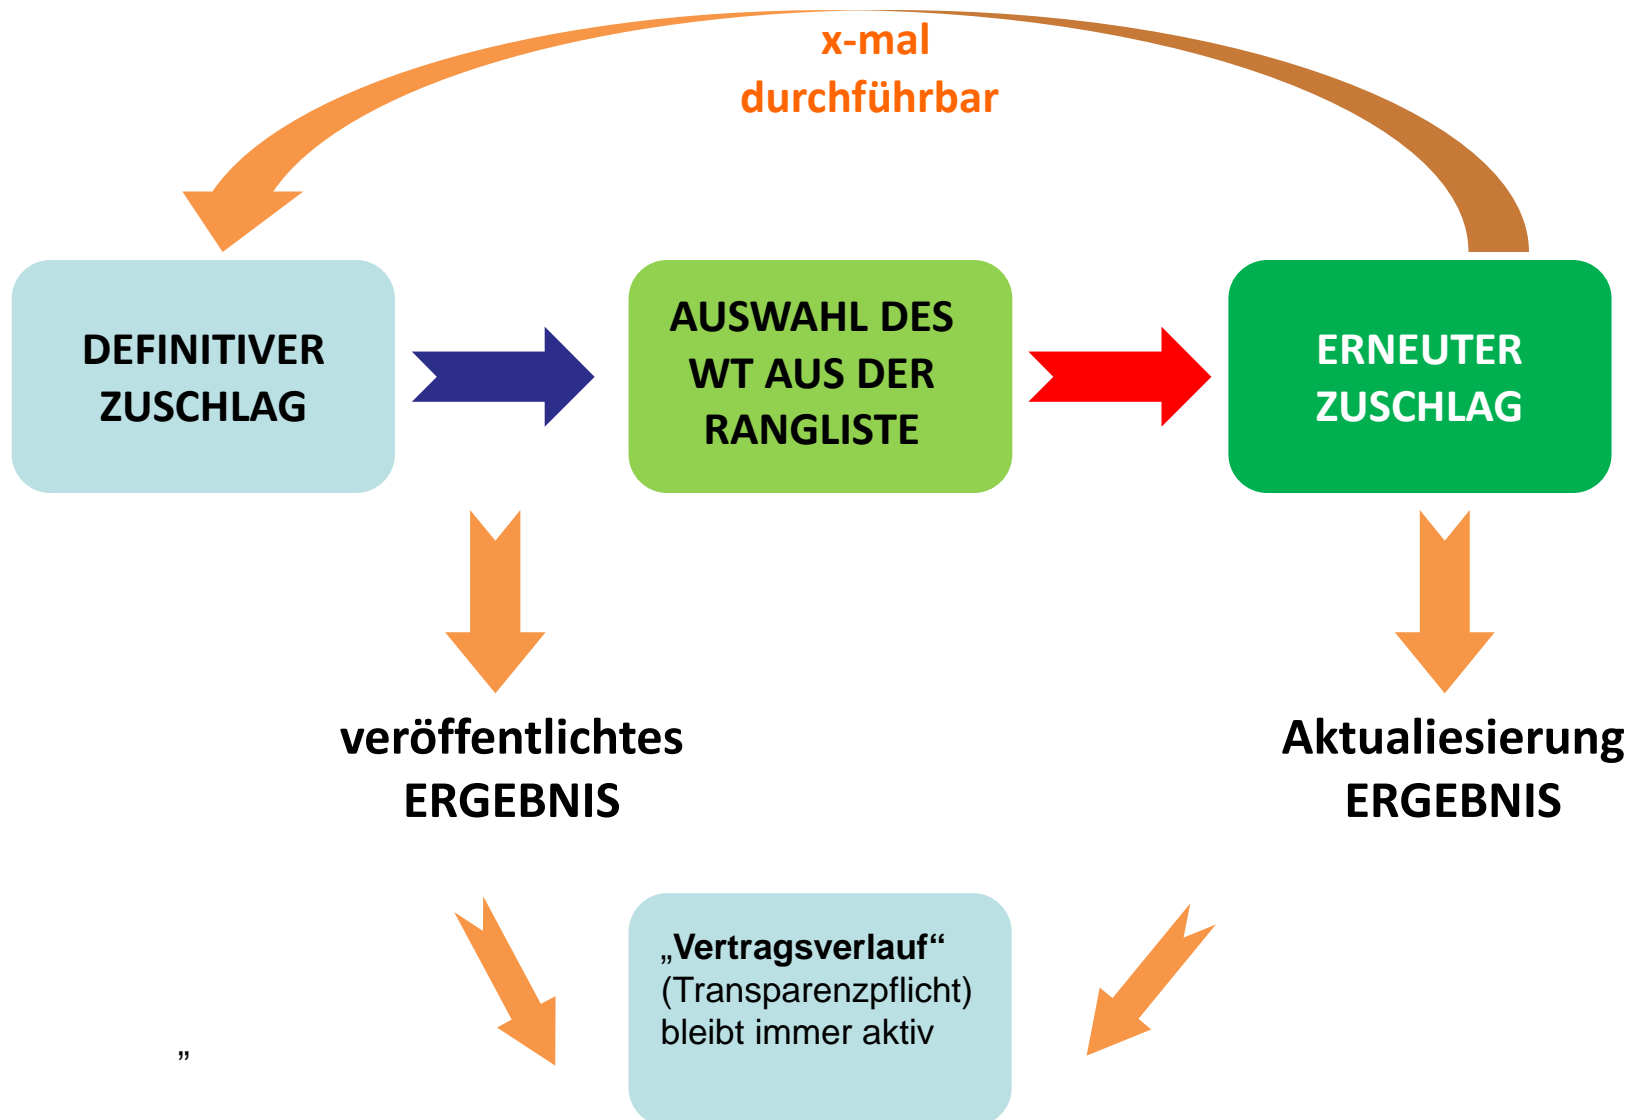 x-mal
durchführbar
DEFINITIVER
ZUSCHLAG
AUSWAHL DES
WT AUS DER
RANGLISTE
ERNEUTER
ZUSCHLAG
veröffentlichtes
ERGEBNIS
Aktualiesierung
ERGEBNIS
„Vertragsverlauf“
(Transparenzpflicht)
bleibt immer aktiv
„